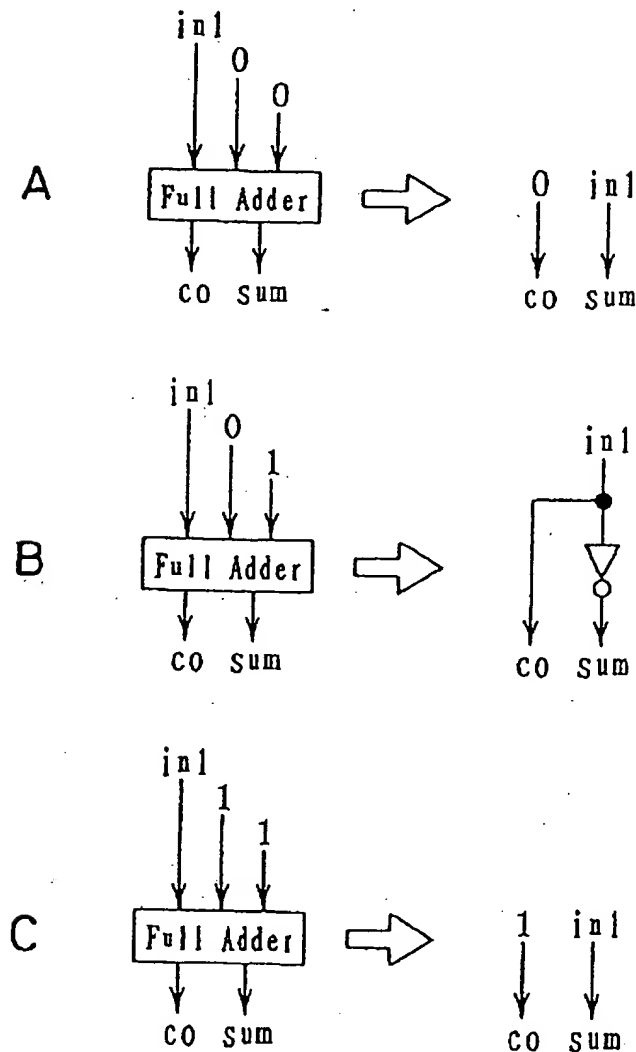 in1
0
0
A
Full Adder
0 in1
co sum
co sum
in1
0
1
in1
B
Full Adder
co sum
co sum
in1
1
1
C
Full Adder
1 in1
co sum
co sum